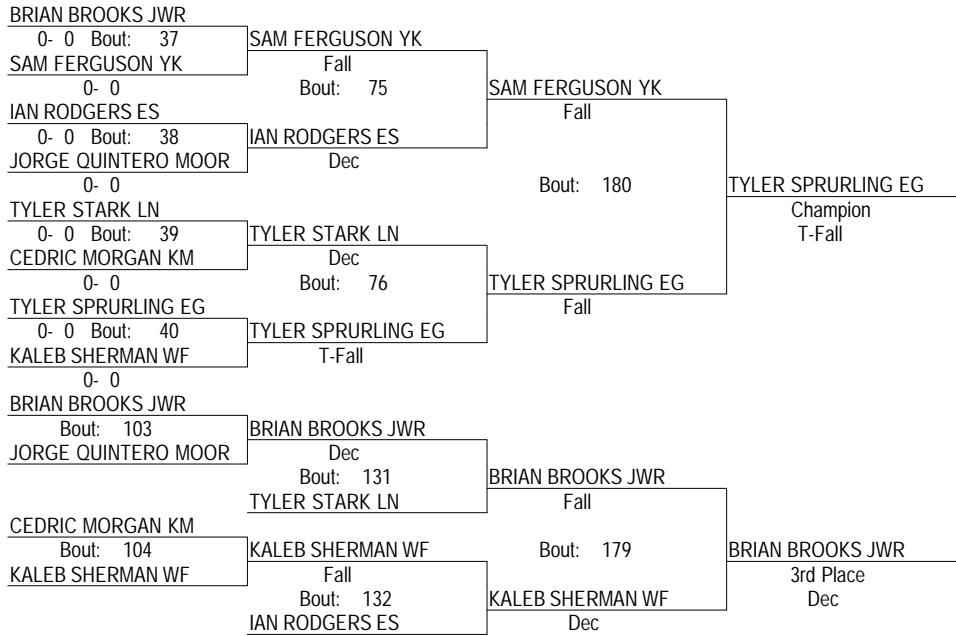 BRIAN BROOKS JWR
0- 0 Bout: 37 SAM FERGUSON YK
SAM FERGUSON YK Fall
0- 0 Bout: 75 SAM FERGUSON YK
IAN RODGERS ES Fall
0- 0 Bout: 38 IAN RODGERS ES
JORGE QUINTERO MOOR Dec
0- 0 Bout: 180 TYLER SPRURLING EG
TYLER STARK LN Champion
0- 0 Bout: 39 TYLER STARK LN T-Fall
CEDRIC MORGAN KM Dec
0- 0 Bout: 76 TYLER SPRURLING EG
TYLER SPRURLING EG Fall
0- 0 Bout: 40 TYLER SPRURLING EG
KALEB SHERMAN WF T-Fall
0- 0
BRIAN BROOKS JWR
Bout: 103 BRIAN BROOKS JWR
JORGE QUINTERO MOOR Dec
Bout: 131 BRIAN BROOKS JWR
TYLER STARK LN Fall
CEDRIC MORGAN KM
Bout: 104 KALEB SHERMAN WF Bout: 179 BRIAN BROOKS JWR
KALEB SHERMAN WF Fall 3rd Place
Bout: 132 KALEB SHERMAN WF Dec
IAN RODGERS ES Dec